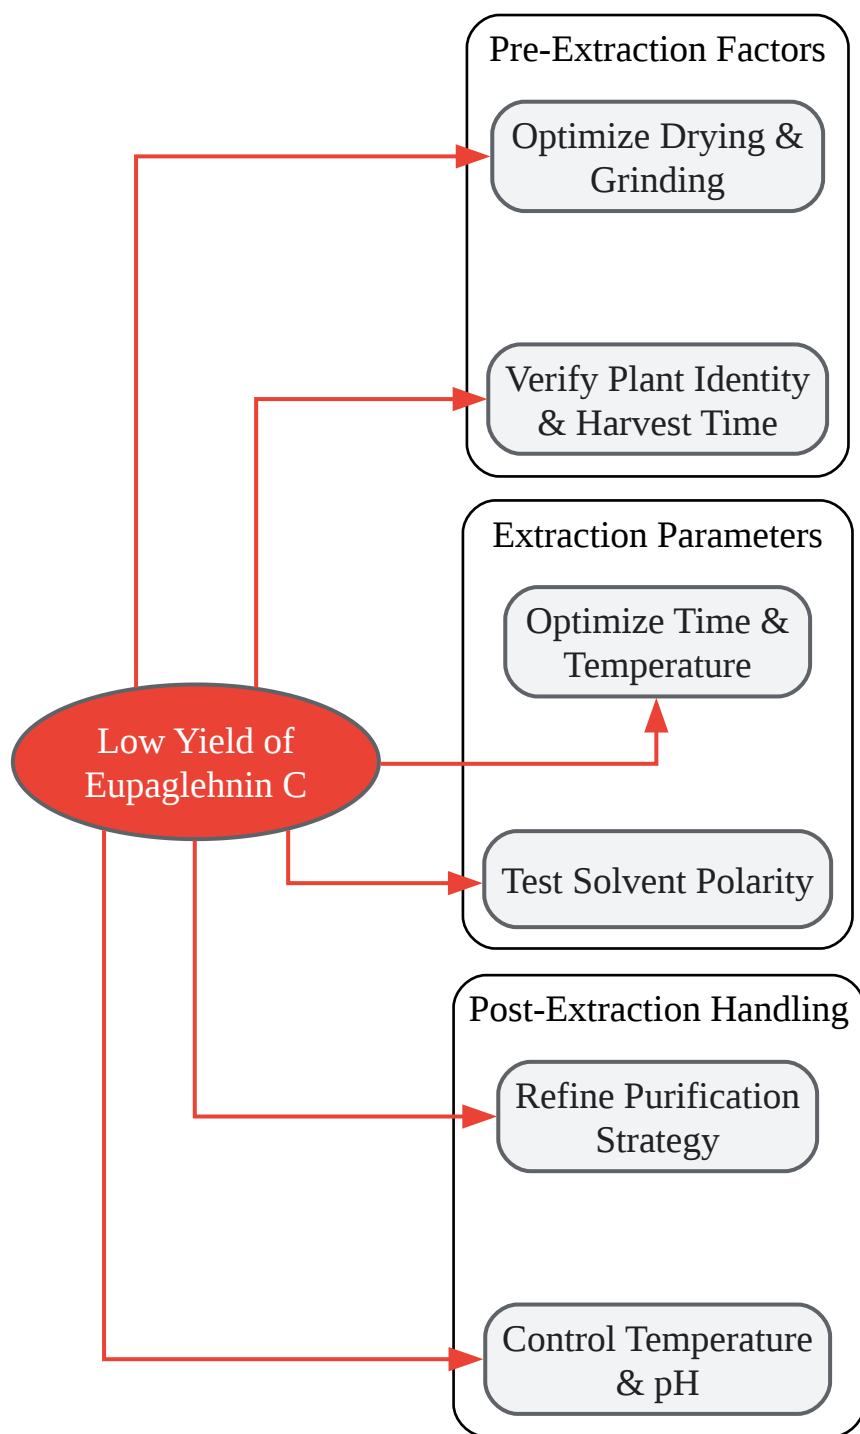 Pre-Extraction Factors
Optimize Drying &
Grinding
Verify Plant Identity
& Harvest Time
Extraction Parameters
Optimize Time &
Temperature
Low Yield of
Eupaglehnin C
Test Solvent Polarity
Post-Extraction Handling
Refine Purification
Strategy
Control Temperature
& pH